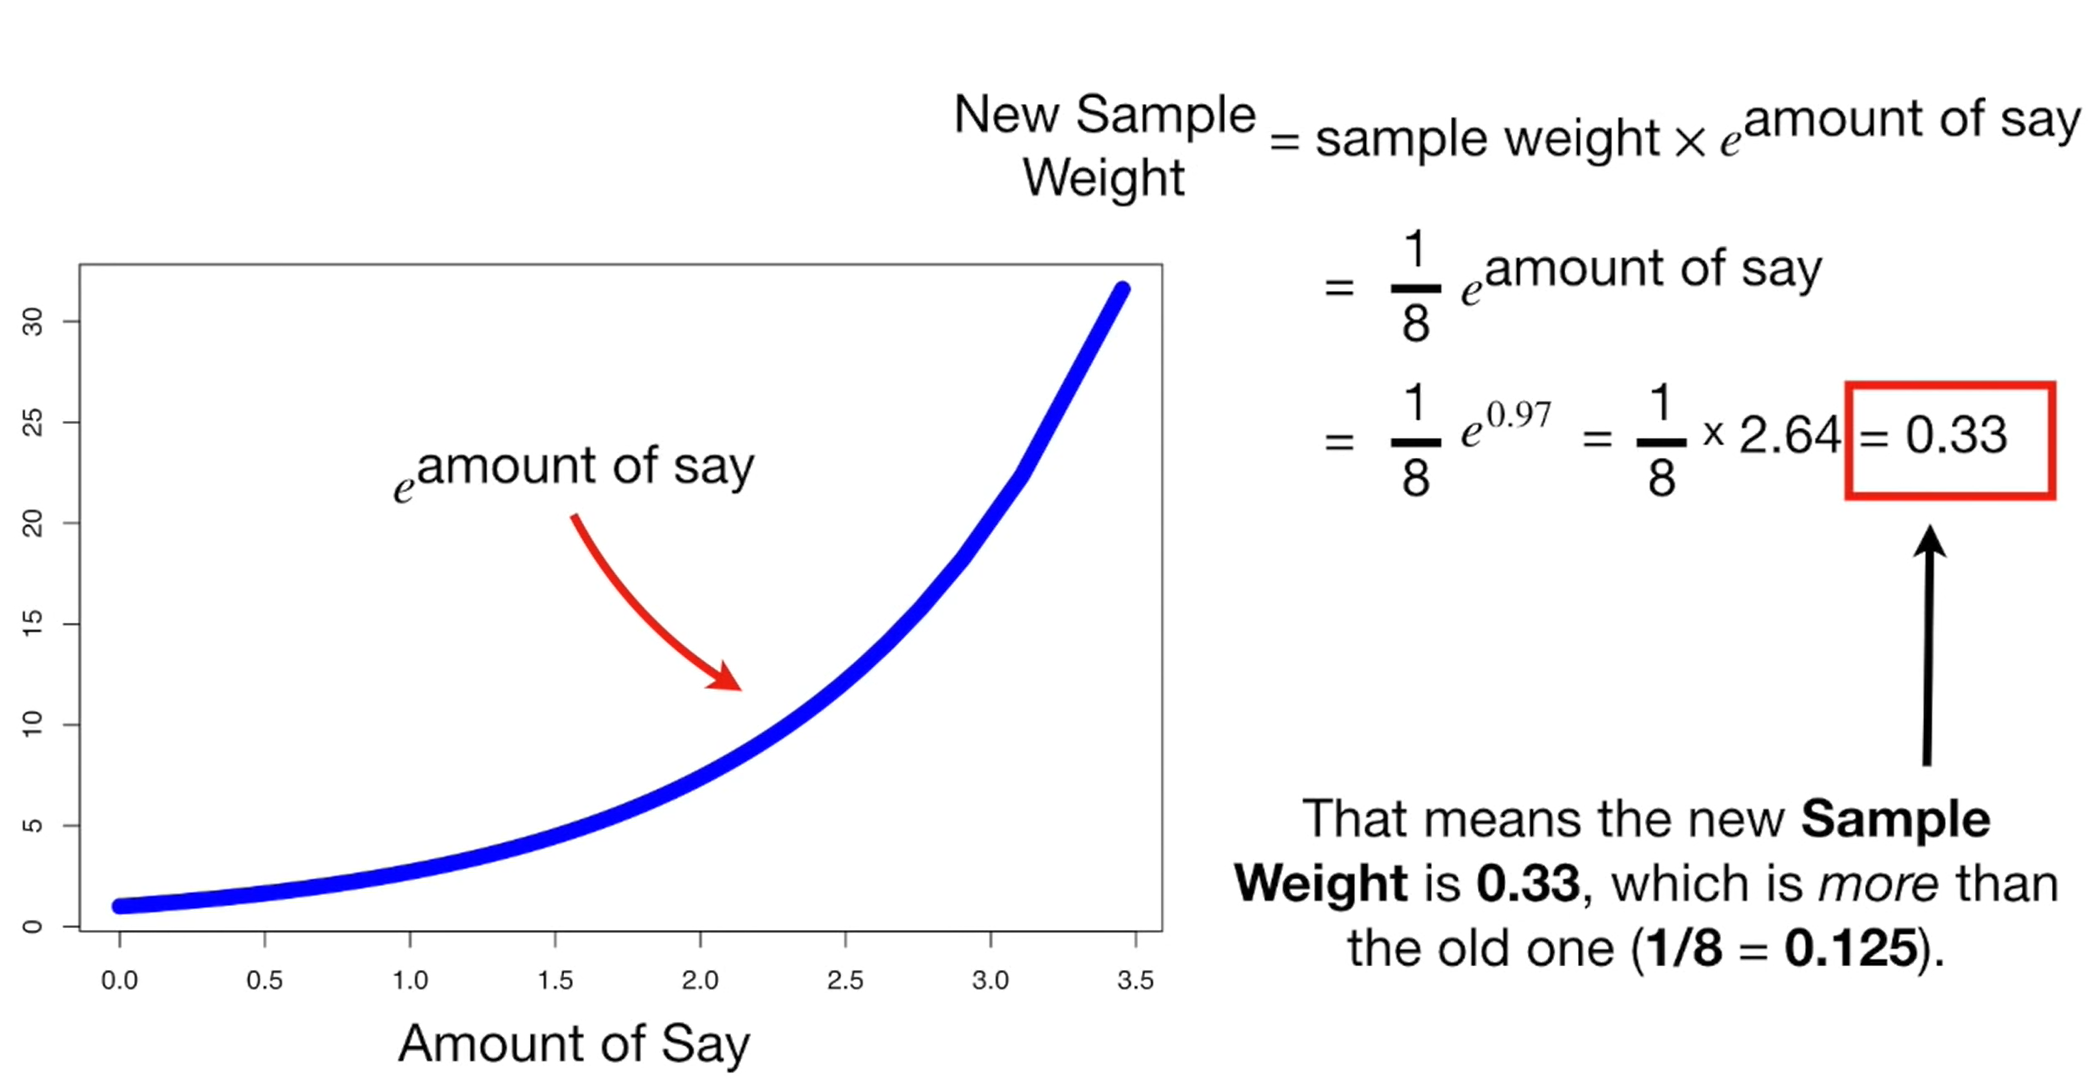 New Sample
Weight
= sample weight × e^amount of say
= 1/8 e^amount of say
= 1/8 e^0.97 = 1/8 x 2.64 = 0.33
e^amount of say
30
25
20
15
10
5
0
0.0 0.5 1.0 1.5 2.0 2.5 3.0 3.5
Amount of Say
That means the new Sample
Weight is 0.33, which is more than
the old one (1/8 = 0.125).